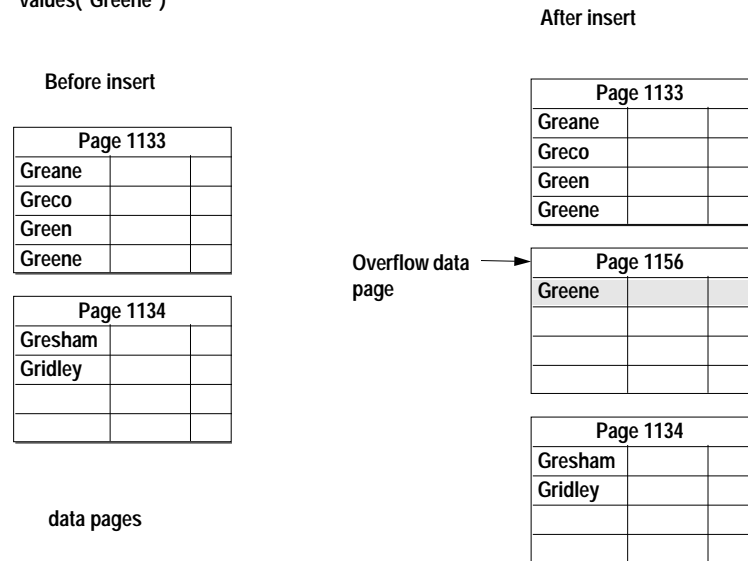 values("Greene")
Before insert
Page 1133
Greane
Greco
Green
Greene
Page 1134
Gresham
Gridley
data pages
After insert
Page 1133
Greane
Greco
Green
Greene
Overflow data
page
Page 1156
Greene
Page 1134
Gresham
Gridley